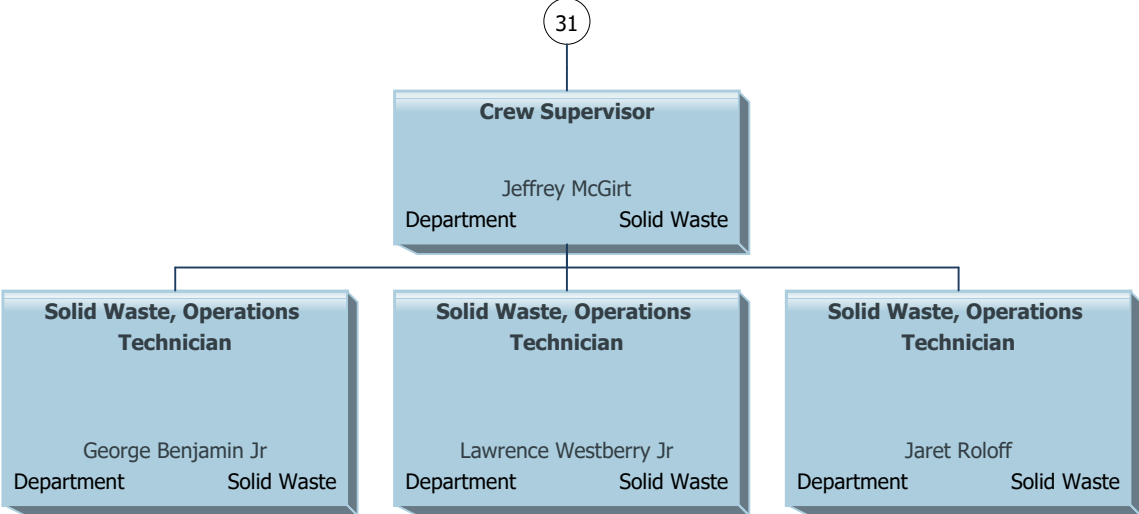 31
Crew Supervisor
Jeffrey McGirt
Department Solid Waste
Solid Waste, Operations
Technician
George Benjamin Jr
Department Solid Waste
Solid Waste, Operations
Technician
Lawrence Westberry Jr
Department Solid Waste
Solid Waste, Operations
Technician
Jaret Roloff
Department Solid Waste